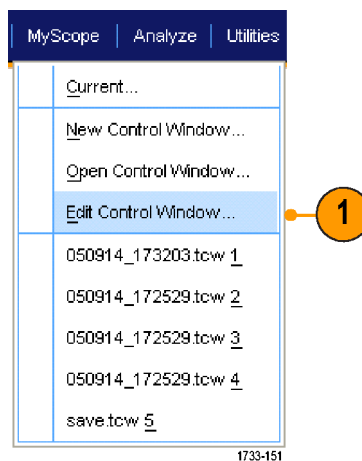 MyScope | Analyze | Utilities
Current...
New Control Window...
Open Control Window...
Edit Control Window...
1
050914_173203.tcw 1
050914_172529.tcw 2
050914_172529.tcw 3
050914_172529.tcw 4
save.tcw 5
1733-151